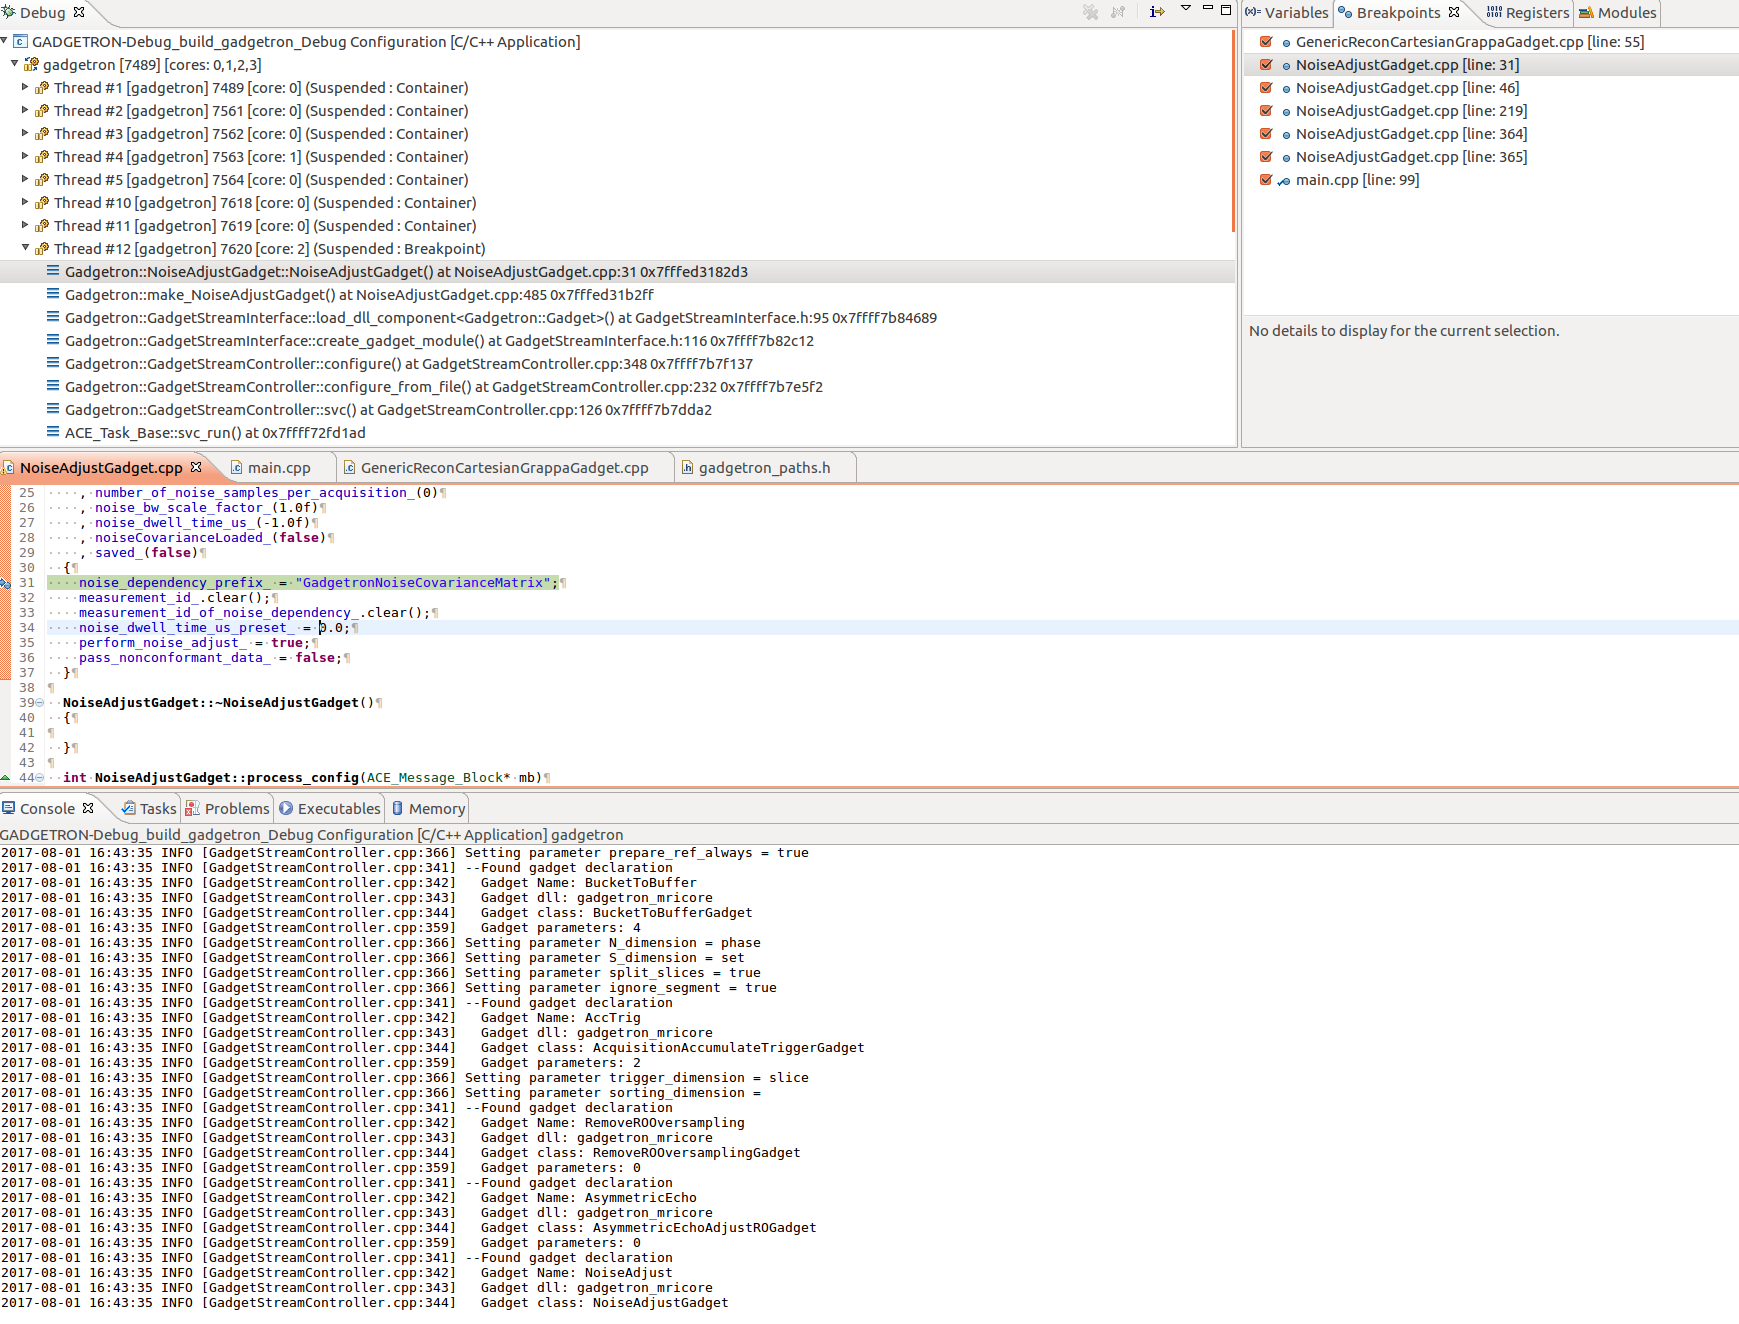 Debug
GADGETRON-Debug_build_gadgetron_Debug Configuration [C/C++ Application]
gadgetron [7489] [cores: 0,1,2,3]
Thread #1 [gadgetron] 7489 [core: 0] (Suspended : Container)
Thread #2 [gadgetron] 7561 [core: 0] (Suspended : Container)
Thread #3 [gadgetron] 7562 [core: 0] (Suspended : Container)
Thread #4 [gadgetron] 7563 [core: 1] (Suspended : Container)
Thread #5 [gadgetron] 7564 [core: 0] (Suspended : Container)
Thread #10 [gadgetron] 7618 [core: 0] (Suspended : Container)
Thread #11 [gadgetron] 7619 [core: 0] (Suspended : Container)
Thread #12 [gadgetron] 7620 [core: 2] (Suspended : Breakpoint)
Gadgetron::NoiseAdjustGadget::NoiseAdjustGadget() at NoiseAdjustGadget.cpp:31 0x7fffed3182d3
Gadgetron::make_NoiseAdjustGadget() at NoiseAdjustGadget.cpp:485 0x7fffed31b2ff
Gadgetron::GadgetStreamInterface::load_dll_component<Gadgetron::Gadget>() at GadgetStreamInterface.h:95 0x7ffff7b84689
Gadgetron::GadgetStreamInterface::create_gadget_module() at GadgetStreamInterface.h:116 0x7ffff7b82c12
Gadgetron::GadgetStreamController::configure() at GadgetStreamController.cpp:348 0x7ffff7b7f137
Gadgetron::GadgetStreamController::configure_from_file() at GadgetStreamController.cpp:232 0x7ffff7b7e5f2
Gadgetron::GadgetStreamController::svc() at GadgetStreamController.cpp:126 0x7ffff7b7dda2
ACE_Task_Base::svc_run() at 0x7ffff72fd1ad
(x)= Variables Breakpoints Registers Modules
GenericReconCartesianGrappaGadget.cpp [line: 55]
NoiseAdjustGadget.cpp [line: 31]
NoiseAdjustGadget.cpp [line: 46]
NoiseAdjustGadget.cpp [line: 219]
NoiseAdjustGadget.cpp [line: 364]
NoiseAdjustGadget.cpp [line: 365]
main.cpp [line: 99]
No details to display for the current selection.
NoiseAdjustGadget.cpp main.cpp GenericReconCartesianGrappaGadget.cpp gadgetron_paths.h
25 ····,·number_of_noise_samples_per_acquisition_(0)¶
26 ····,·noise_bw_scale_factor_(1.0f)¶
27 ····,·noise_dwell_time_us_(-1.0f)¶
28 ····,·noiseCovarianceLoaded_(false)¶
29 ····,·saved_(false)¶
30 ··{¶
31 ····noise_dependency_prefix_·=·"GadgetronNoiseCovarianceMatrix";¶
32 ····measurement_id_.clear();¶
33 ····measurement_id_of_noise_dependency_.clear();¶
34 ····noise_dwell_time_us_preset_·=·0.0;¶
35 ····perform_noise_adjust_·=·true;¶
36 ····pass_nonconformant_data_·=·false;¶
37 ··}¶
38 ¶
39 ··NoiseAdjustGadget::~NoiseAdjustGadget()¶
40 ··{¶
41 ¶
42 ··}¶
43 ¶
44 ··int·NoiseAdjustGadget::process_config(ACE_Message_Block*·mb)¶
Console Tasks Problems Executables Memory
GADGETRON-Debug_build_gadgetron_Debug Configuration [C/C++ Application] gadgetron
2017-08-01 16:43:35 INFO [GadgetStreamController.cpp:366] Setting parameter prepare_ref_always = true
2017-08-01 16:43:35 INFO [GadgetStreamController.cpp:341] --Found gadget declaration
2017-08-01 16:43:35 INFO [GadgetStreamController.cpp:342]   Gadget Name: BucketToBuffer
2017-08-01 16:43:35 INFO [GadgetStreamController.cpp:343]   Gadget dll: gadgetron_mricore
2017-08-01 16:43:35 INFO [GadgetStreamController.cpp:344]   Gadget class: BucketToBufferGadget
2017-08-01 16:43:35 INFO [GadgetStreamController.cpp:359]   Gadget parameters: 4
2017-08-01 16:43:35 INFO [GadgetStreamController.cpp:366] Setting parameter N_dimension = phase
2017-08-01 16:43:35 INFO [GadgetStreamController.cpp:366] Setting parameter S_dimension = set
2017-08-01 16:43:35 INFO [GadgetStreamController.cpp:366] Setting parameter split_slices = true
2017-08-01 16:43:35 INFO [GadgetStreamController.cpp:366] Setting parameter ignore_segment = true
2017-08-01 16:43:35 INFO [GadgetStreamController.cpp:341] --Found gadget declaration
2017-08-01 16:43:35 INFO [GadgetStreamController.cpp:342]   Gadget Name: AccTrig
2017-08-01 16:43:35 INFO [GadgetStreamController.cpp:343]   Gadget dll: gadgetron_mricore
2017-08-01 16:43:35 INFO [GadgetStreamController.cpp:344]   Gadget class: AcquisitionAccumulateTriggerGadget
2017-08-01 16:43:35 INFO [GadgetStreamController.cpp:359]   Gadget parameters: 2
2017-08-01 16:43:35 INFO [GadgetStreamController.cpp:366] Setting parameter trigger_dimension = slice
2017-08-01 16:43:35 INFO [GadgetStreamController.cpp:366] Setting parameter sorting_dimension =
2017-08-01 16:43:35 INFO [GadgetStreamController.cpp:341] --Found gadget declaration
2017-08-01 16:43:35 INFO [GadgetStreamController.cpp:342]   Gadget Name: RemoveROOversampling
2017-08-01 16:43:35 INFO [GadgetStreamController.cpp:343]   Gadget dll: gadgetron_mricore
2017-08-01 16:43:35 INFO [GadgetStreamController.cpp:344]   Gadget class: RemoveROOversamplingGadget
2017-08-01 16:43:35 INFO [GadgetStreamController.cpp:359]   Gadget parameters: 0
2017-08-01 16:43:35 INFO [GadgetStreamController.cpp:341] --Found gadget declaration
2017-08-01 16:43:35 INFO [GadgetStreamController.cpp:342]   Gadget Name: AsymmetricEcho
2017-08-01 16:43:35 INFO [GadgetStreamController.cpp:343]   Gadget dll: gadgetron_mricore
2017-08-01 16:43:35 INFO [GadgetStreamController.cpp:344]   Gadget class: AsymmetricEchoAdjustROGadget
2017-08-01 16:43:35 INFO [GadgetStreamController.cpp:359]   Gadget parameters: 0
2017-08-01 16:43:35 INFO [GadgetStreamController.cpp:341] --Found gadget declaration
2017-08-01 16:43:35 INFO [GadgetStreamController.cpp:342]   Gadget Name: NoiseAdjust
2017-08-01 16:43:35 INFO [GadgetStreamController.cpp:343]   Gadget dll: gadgetron_mricore
2017-08-01 16:43:35 INFO [GadgetStreamController.cpp:344]   Gadget class: NoiseAdjustGadget